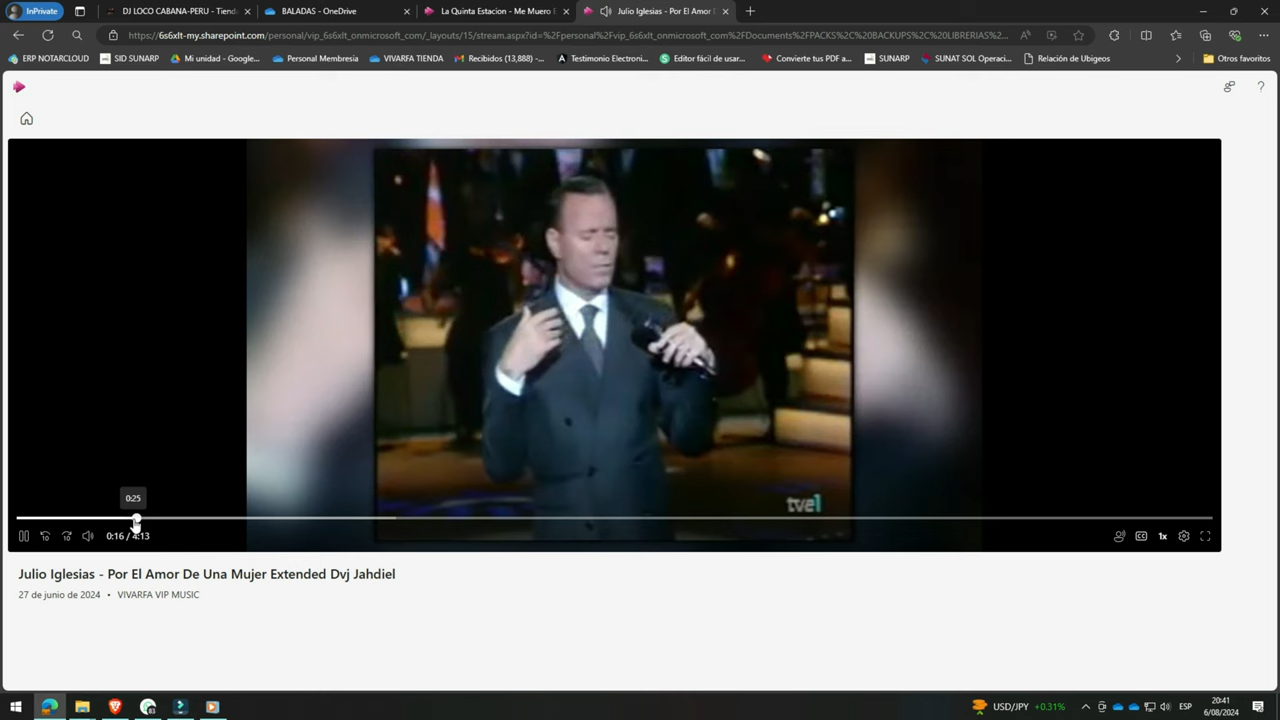 InPrivate
DJ LOCO CABANA-PERU - Tiend
BALADAS - OneDrive
La Quinta Estacion - Me Muero E
Julio Iglesias - Por El Amor D
https://6s6xlt-my.sharepoint.com/personal/vip_6s6xlt_onmicrosoft_com/_layouts/15/stream.aspx?id=%2Fpersonal%2Fvip_6s6xlt_onmicrosoft_com%2FDocuments%2FPACKS%2C%20BACKUPS%2C%20LIBRERIAS%2C%20...
ERP NOTARCLOUD
SID SUNARP
Mi unidad - Google...
Personal Membresia
VIVARFA TIENDA
Recibidos (13,888) -...
Testimonio Electroni...
Editor fácil de usar...
Convierte tus PDF a...
SUNARP
SUNAT SOL Operaci...
Relación de Ubigeos
Otros favoritos
tve1
0:25
0:16 / 4:13
CC
1x
Julio Iglesias - Por El Amor De Una Mujer Extended Dvj Jahdiel
27 de junio de 2024 • VIVARFA VIP MUSIC
USD/JPY +0.31%
ESP
20:41
6/08/2024